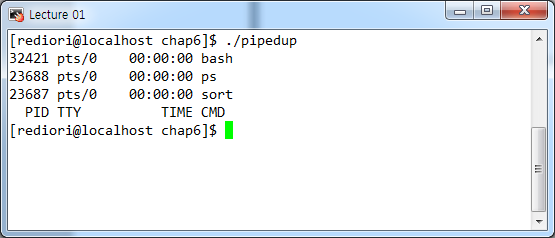 Lecture 01
[rediori@localhost chap6]$ ./pipedup
32421 pts/0    00:00:00 bash
23688 pts/0    00:00:00 ps
23687 pts/0    00:00:00 sort
  PID TTY          TIME CMD
[rediori@localhost chap6]$